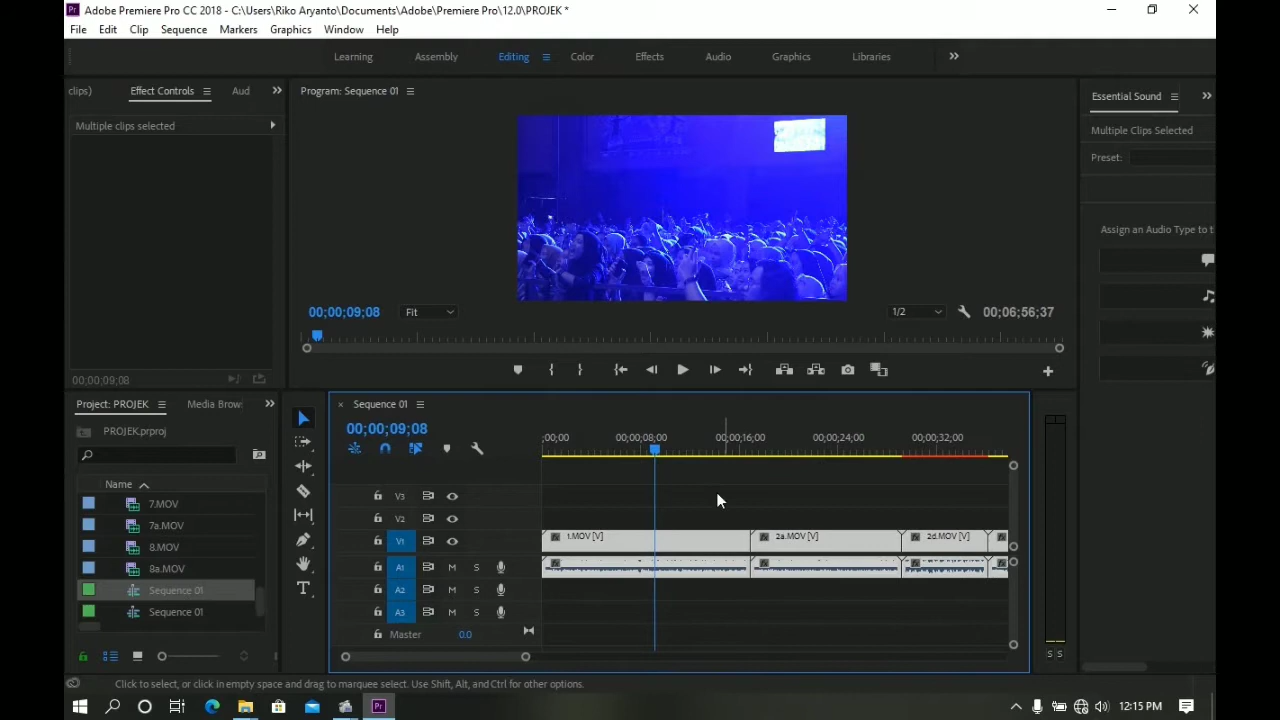 Adobe Premiere Pro CC 2018 - C:\Users\Riko Aryanto\Documents\Adobe\Premiere Pro\12.0\PROJEK *
File Edit Clip Sequence Markers Graphics Window Help
Learning Assembly Editing Color Effects Audio Graphics Libraries
clips) Effect Controls Aud
Program: Sequence 01
Essential Sound
Multiple clips selected
Multiple Clips Selected
Preset:
Assign an Audio Type to t
00;00;09;08 Fit 1/2 00;06;56;37
00;00;09;08
Project: PROJEK Media Brow
PROJEK.prproj
Name
7.MOV
7a.MOV
8.MOV
8a.MOV
Sequence 01
Sequence 01
Sequence 01
00;00;09;08
;00;00 00;00;08;00 00;00;16;00 00;00;24;00 00;00;32;00
V3
V2
V1 1.MOV [V] 2a.MOV [V] 2d.MOV [V]
A1 M S
A2 M S
A3 M S
Master 0.0
S S
Click to select, or click in empty space and drag to marquee select. Use Shift, Alt, and Ctrl for other options.
12:15 PM